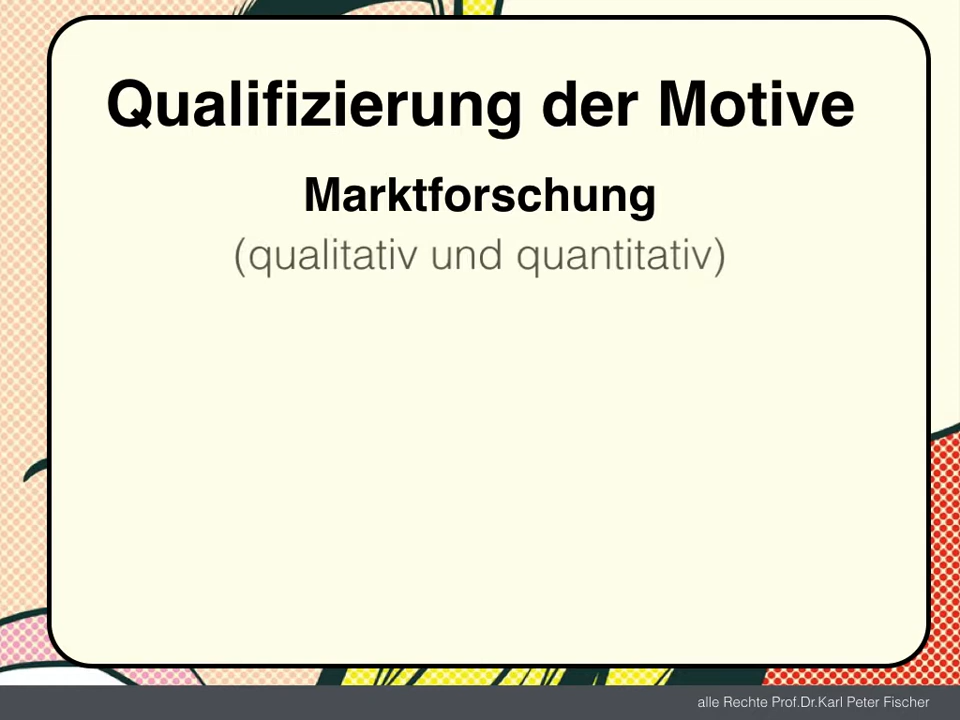 Qualifizierung der Motive
Marktforschung
(qualitativ und quantitativ)
alle Rechte Prof.Dr.Karl Peter Fischer